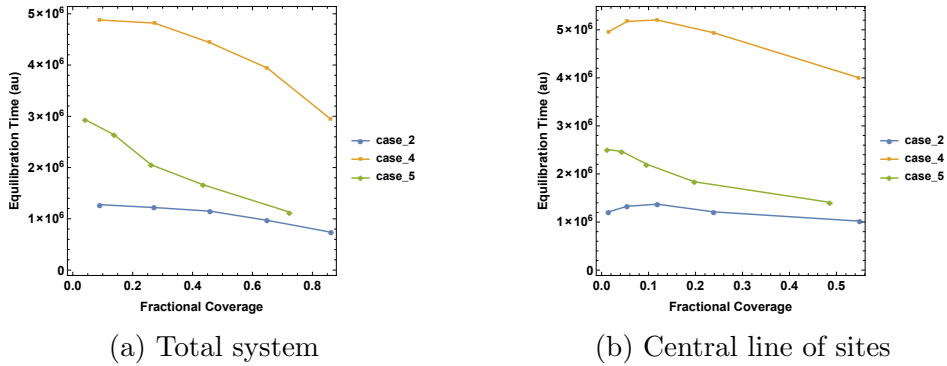 5×10⁶
4×10⁶
3×10⁶
2×10⁶
1×10⁶
0
Equilibration Time (au)
0.0 0.2 0.4 0.6 0.8
Fractional Coverage
case_2
case_4
case_5
(a) Total system
5×10⁶
4×10⁶
3×10⁶
2×10⁶
1×10⁶
0
Equilibration Time (au)
0.0 0.1 0.2 0.3 0.4 0.5
Fractional Coverage
case_2
case_4
case_5
(b) Central line of sites